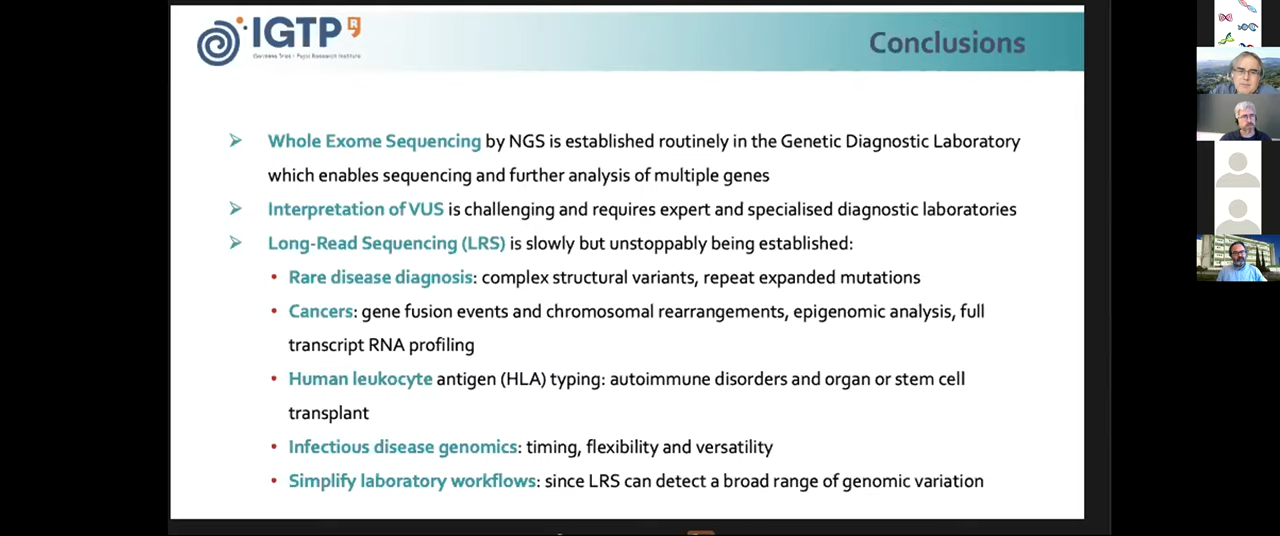 IGTP
R
Germans Trias i Pujol Research Institute
Conclusions
Whole Exome Sequencing by NGS is established routinely in the Genetic Diagnostic Laboratory
which enables sequencing and further analysis of multiple genes
Interpretation of VUS is challenging and requires expert and specialised diagnostic laboratories
Long-Read Sequencing (LRS) is slowly but unstoppably being established:
Rare disease diagnosis: complex structural variants, repeat expanded mutations
Cancers: gene fusion events and chromosomal rearrangements, epigenomic analysis, full
transcript RNA profiling
Human leukocyte antigen (HLA) typing: autoimmune disorders and organ or stem cell
transplant
Infectious disease genomics: timing, flexibility and versatility
Simplify laboratory workflows: since LRS can detect a broad range of genomic variation